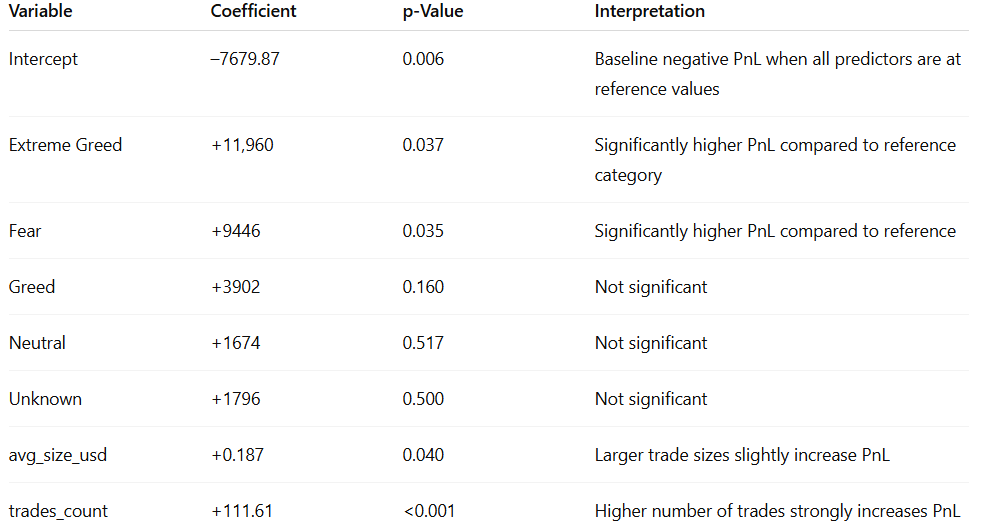 Variable Coefficient p-Value Interpretation
Intercept –7679.87 0.006 Baseline negative PnL when all predictors are at
reference values
Extreme Greed +11,960 0.037 Significantly higher PnL compared to reference
category
Fear +9446 0.035 Significantly higher PnL compared to reference
Greed +3902 0.160 Not significant
Neutral +1674 0.517 Not significant
Unknown +1796 0.500 Not significant
avg_size_usd +0.187 0.040 Larger trade sizes slightly increase PnL
trades_count +111.61 <0.001 Higher number of trades strongly increases PnL